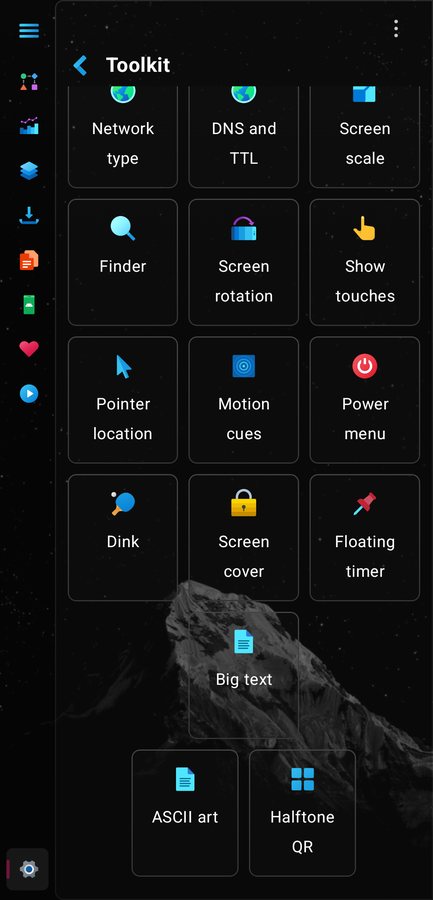 Toolkit
Network
type
DNS and
TTL
Screen
scale
Finder
Screen
rotation
Show
touches
Pointer
location
Motion
cues
Power
menu
Dink
Screen
cover
Floating
timer
Big text
ASCII art
Halftone
QR